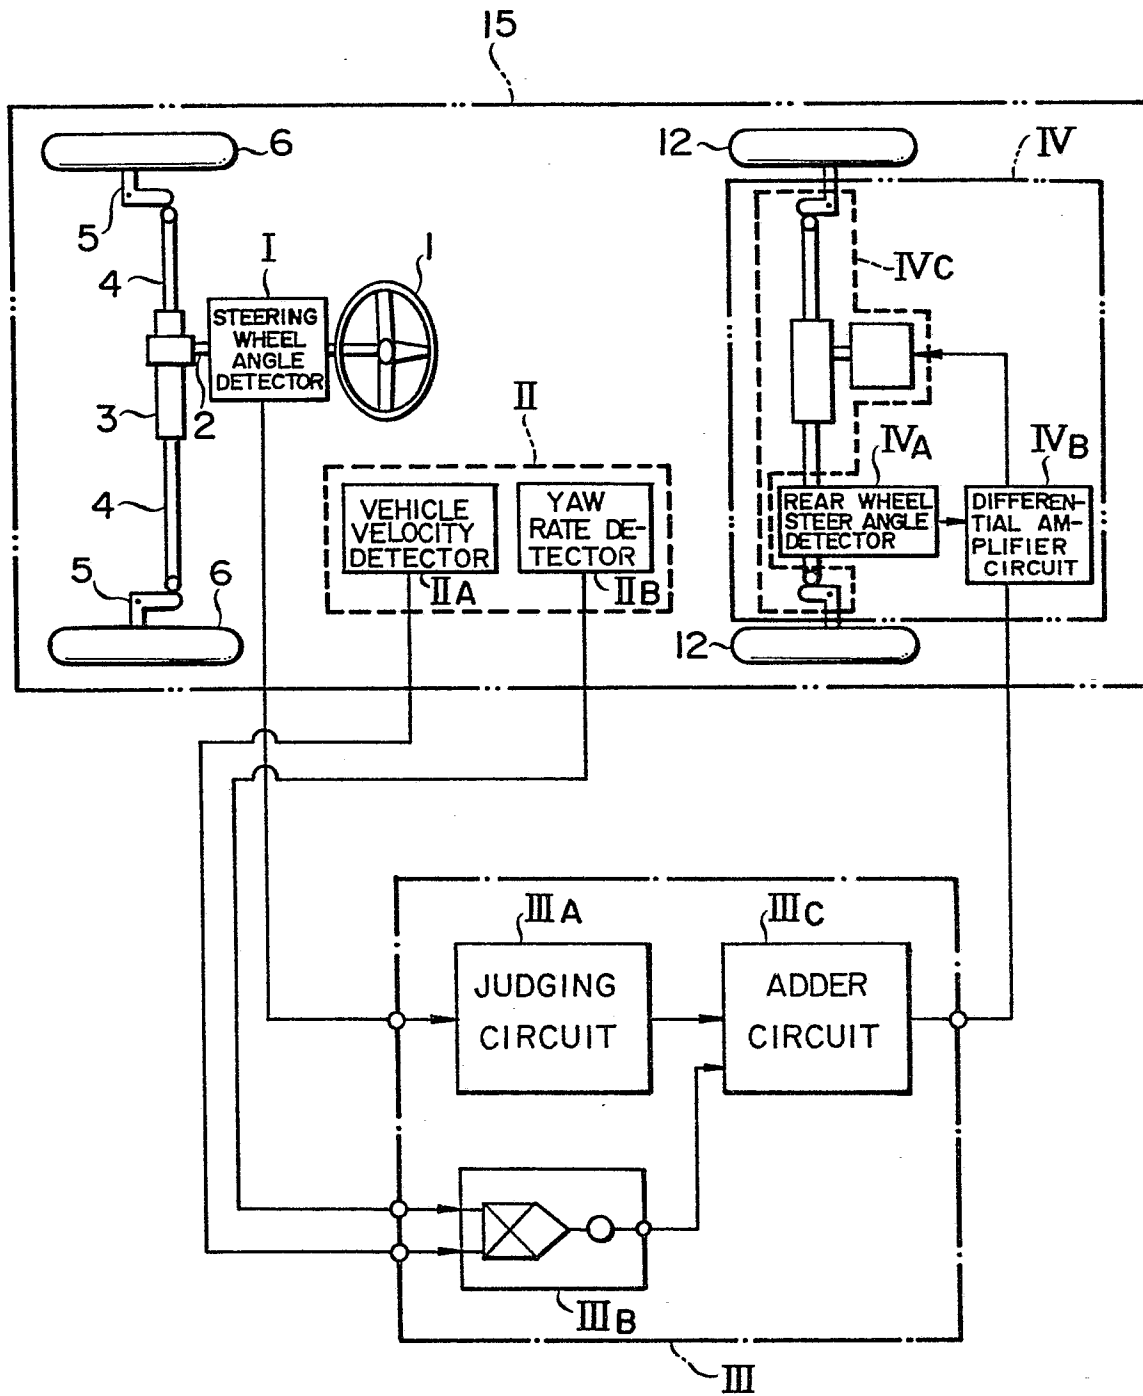 15
6
12
IV
5
I
1
IVC
4
STEERING
WHEEL
ANGLE
DETECTOR
II
3
2
IVA
IVB
4
VEHICLE
VELOCITY
DETECTOR
YAW
RATE DE-
TECTOR
REAR WHEEL
STEER ANGLE
DETECTOR
DIFFEREN-
TIAL AM-
PLIFIER
CIRCUIT
5
6
IIA
IIB
12
IIIA
IIIC
JUDGING
CIRCUIT
ADDER
CIRCUIT
IIIB
III